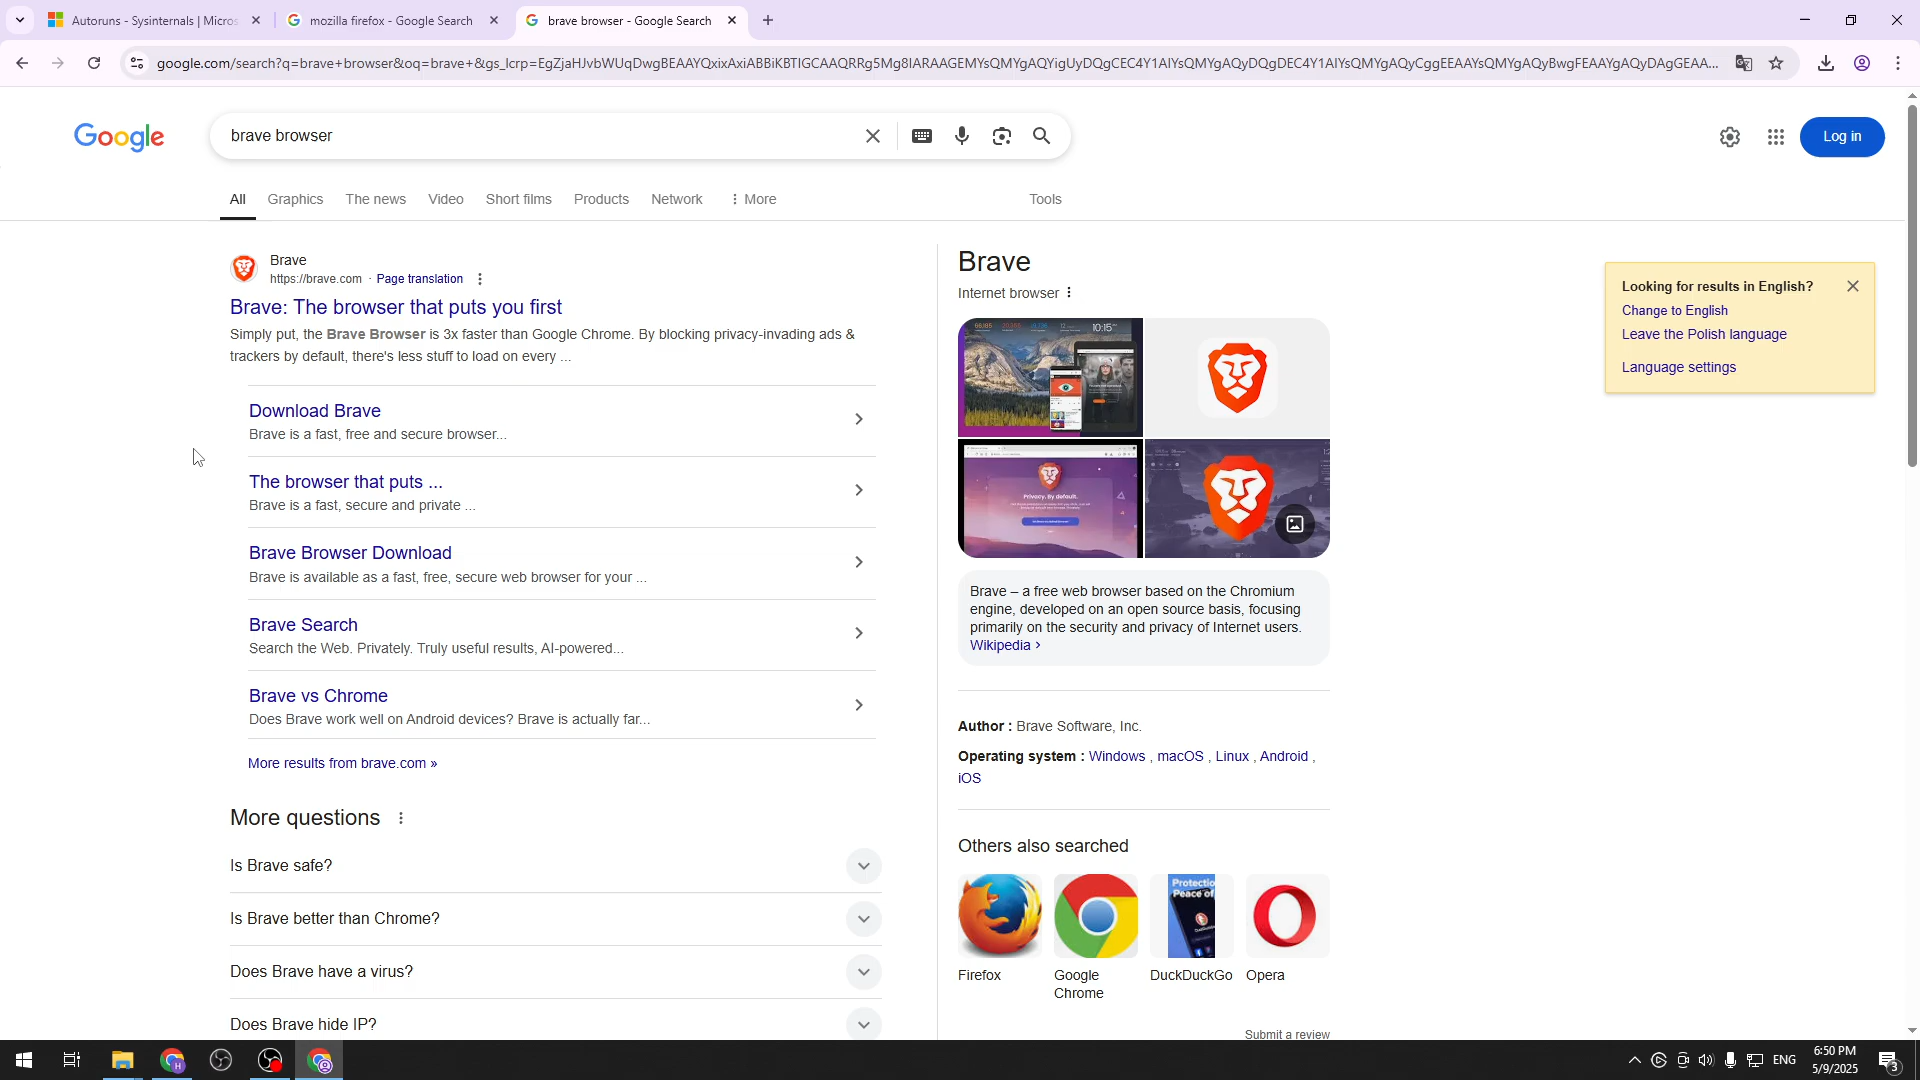 Autoruns - Sysinternals | Micros
mozilla firefox - Google Search
brave browser - Google Search
google.com/search?q=brave+browser&oq=brave+&gs_lcrp=EgZjaHJvbWUqDwgBEAAYQxixAxiABBiKBTIGCAAQRRg5Mg8IARAAGEMYsQMYgAQYigUyDQgCEC4Y1AIYsQMYgAQyDQgDEC4Y1AIYsQMYgAQyCggEEAAYsQMYgAQyBwgFEAAYgAQyDAgGEAA...
Google
brave browser
Log in
All
Graphics
The news
Video
Short films
Products
Network
More
Tools
Brave
https://brave.com · Page translation
Brave: The browser that puts you first
Simply put, the Brave Browser is 3x faster than Google Chrome. By blocking privacy-invading ads &
trackers by default, there's less stuff to load on every ...
Download Brave
Brave is a fast, free and secure browser...
The browser that puts ...
Brave is a fast, secure and private ...
Brave Browser Download
Brave is available as a fast, free, secure web browser for your ...
Brave Search
Search the Web. Privately. Truly useful results, AI-powered...
Brave vs Chrome
Does Brave work well on Android devices? Brave is actually far...
More results from brave.com »
More questions
Is Brave safe?
Is Brave better than Chrome?
Does Brave have a virus?
Does Brave hide IP?
Brave
Internet browser
10:15
Privacy. By default.
Brave – a free web browser based on the Chromium
engine, developed on an open source basis, focusing
primarily on the security and privacy of Internet users.
Wikipedia ›
Author : Brave Software, Inc.
Operating system : Windows , macOS , Linux , Android ,
iOS
Others also searched
Protectio
Peace of
Firefox
Google
Chrome
DuckDuckGo
Opera
Submit a review
Looking for results in English?
Change to English
Leave the Polish language
Language settings
H
ENG
6:50 PM
5/9/2025
3